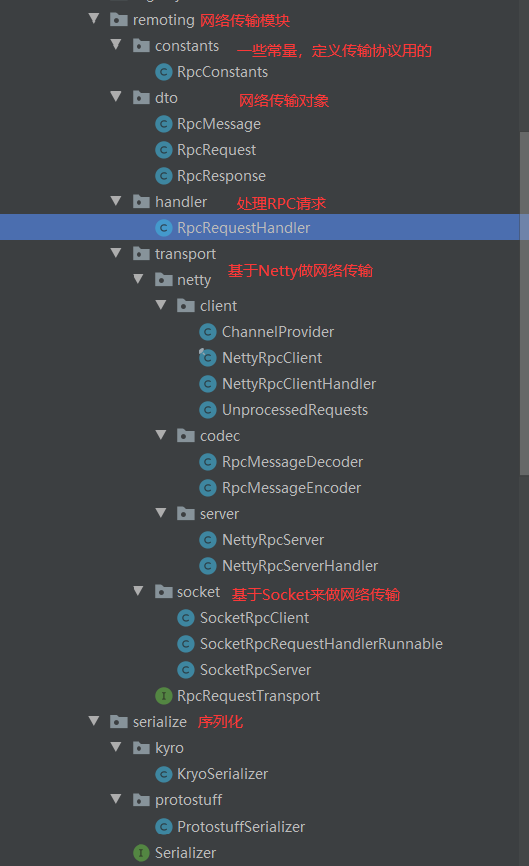 remoting 网络传输模块
constants 一些常量，定义传输协议用的
RpcConstants
dto 网络传输对象
RpcMessage
RpcRequest
RpcResponse
handler 处理RPC请求
RpcRequestHandler
transport
基于Netty做网络传输
netty
client
ChannelProvider
NettyRpcClient
NettyRpcClientHandler
UnprocessedRequests
codec
RpcMessageDecoder
RpcMessageEncoder
server
NettyRpcServer
NettyRpcServerHandler
socket 基于Socket来做网络传输
SocketRpcClient
SocketRpcRequestHandlerRunnable
SocketRpcServer
RpcRequestTransport
serialize 序列化
kyro
KryoSerializer
protostuff
ProtostuffSerializer
Serializer